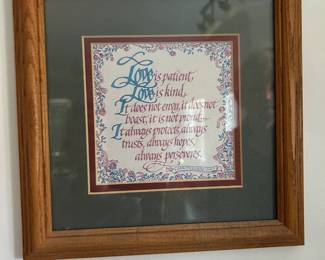 Love is patient,
Love is kind,
It does not envy, it does not
boast, it is not proud...
It always protects, always
trusts, always hopes,
always perseveres.